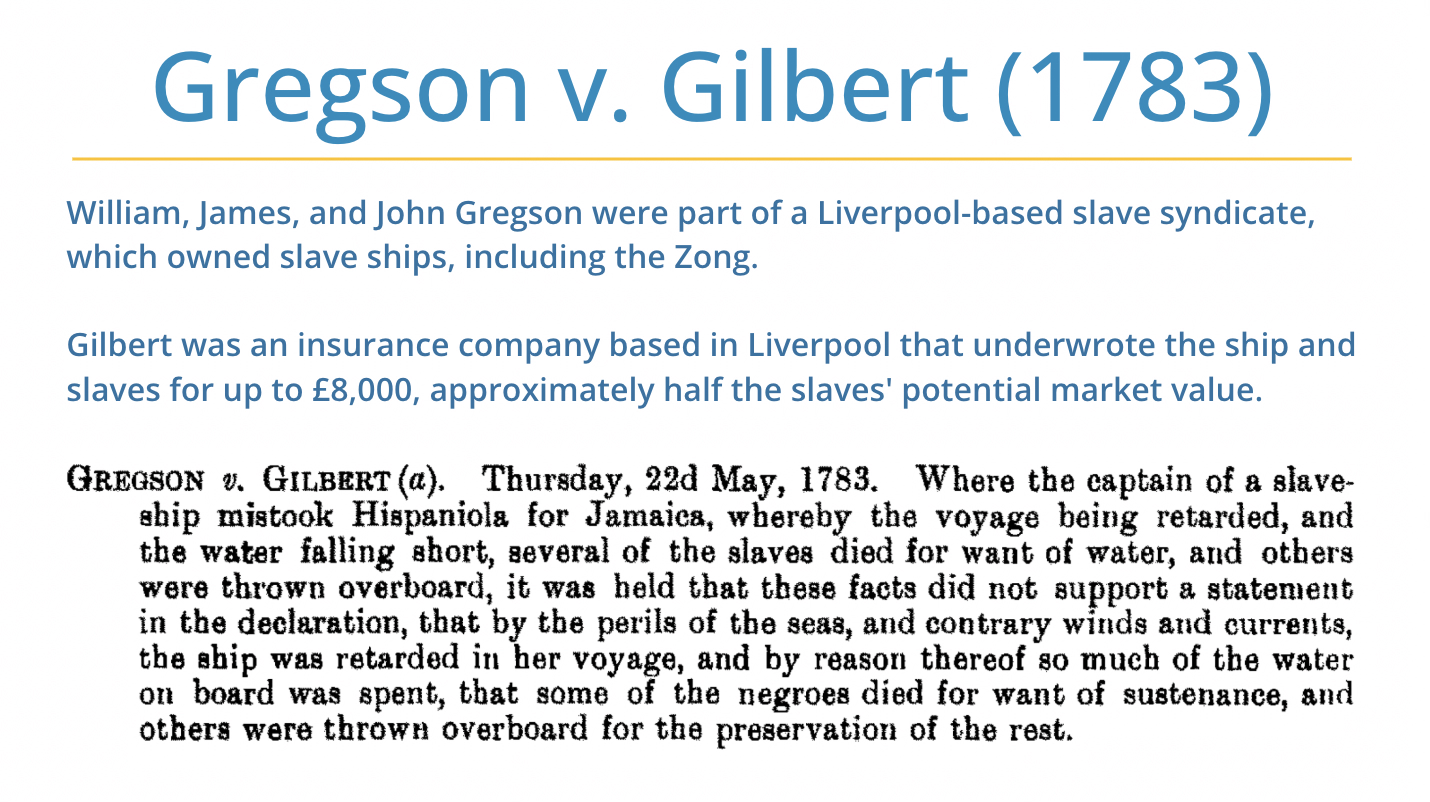 Gregson v. Gilbert (1783)
William, James, and John Gregson were part of a Liverpool-based slave syndicate,
which owned slave ships, including the Zong.
Gilbert was an insurance company based in Liverpool that underwrote the ship and
slaves for up to £8,000, approximately half the slaves' potential market value.
GREGSON v. GILBERT (a). Thursday, 22d May, 1783. Where the captain of a slave-
ship mistook Hispaniola for Jamaica, whereby the voyage being retarded, and
the water falling short, several of the slaves died for want of water, and others
were thrown overboard, it was held that these facts did not support a statement
in the declaration, that by the perils of the seas, and contrary winds and currents,
the ship was retarded in her voyage, and by reason thereof so much of the water
on board was spent, that some of the negroes died for want of sustenance, and
others were thrown overboard for the preservation of the rest.